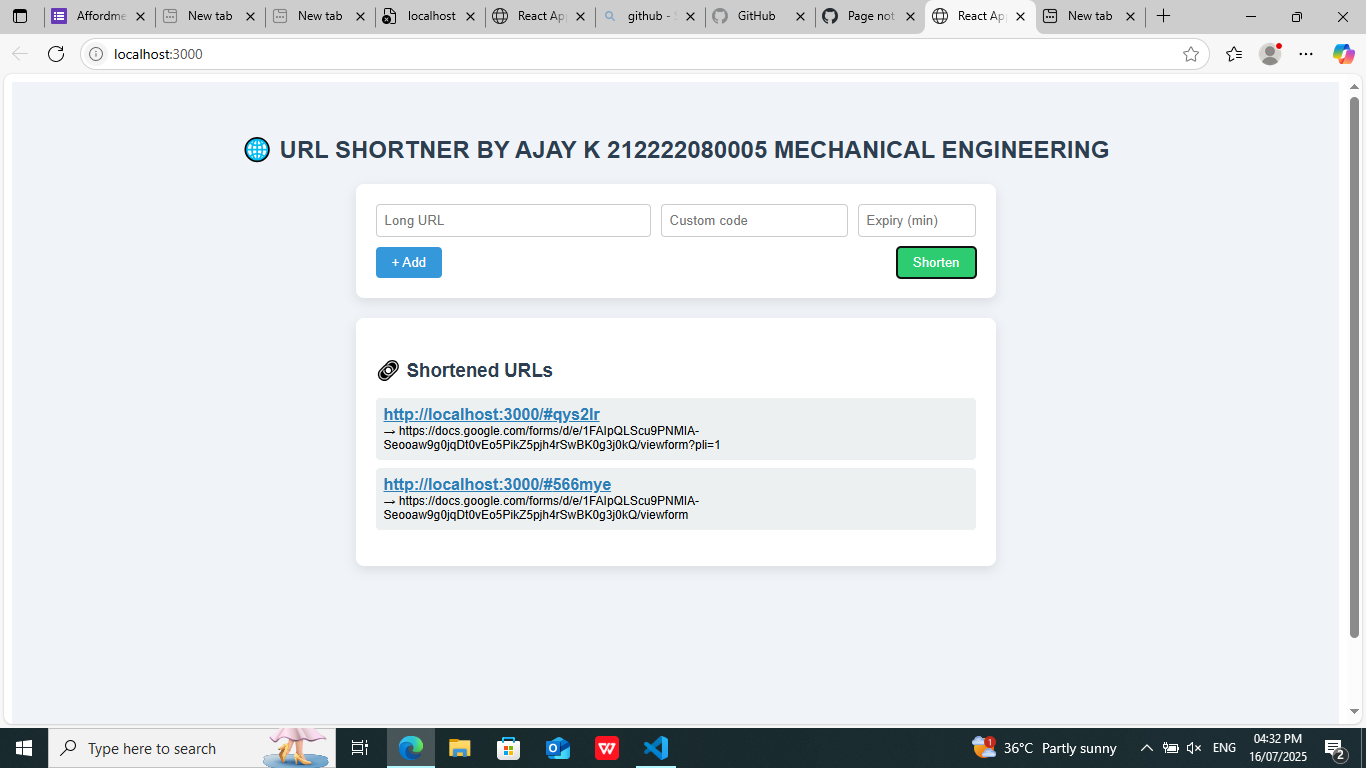 Affordme
New tab
New tab
localhost
React Ap
github - S
GitHub
Page not
React Ap
New tab
localhost:3000
URL SHORTNER BY AJAY K 212222080005 MECHANICAL ENGINEERING
Long URL
Custom code
Expiry (min)
+ Add
Shorten
Shortened URLs
http://localhost:3000/#qys2lr
→ https://docs.google.com/forms/d/e/1FAIpQLScu9PNMIA-
Seooaw9g0jqDt0vEo5PikZ5pjh4rSwBK0g3j0kQ/viewform?pli=1
http://localhost:3000/#566mye
→ https://docs.google.com/forms/d/e/1FAIpQLScu9PNMIA-
Seooaw9g0jqDt0vEo5PikZ5pjh4rSwBK0g3j0kQ/viewform
Type here to search
1
36°C Partly sunny
ENG
04:32 PM
16/07/2025
2